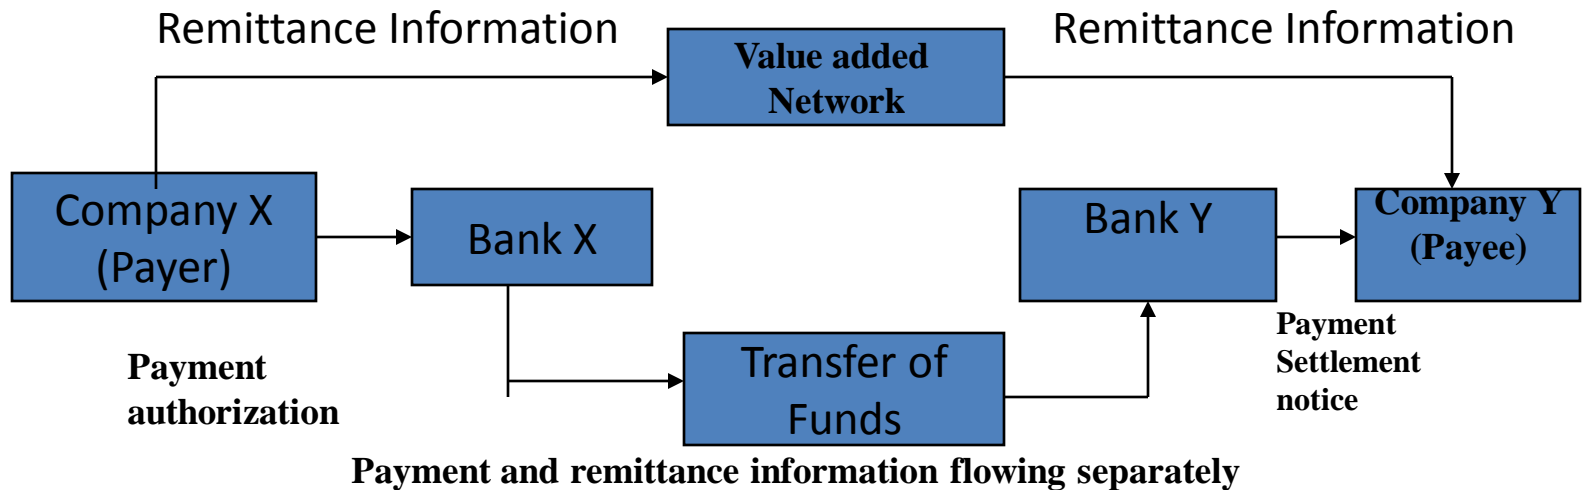 Remittance Information
Remittance Information
Value added
Network
Company X
(Payer)
Bank X
Bank Y
Company Y
(Payee)
Payment
authorization
Transfer of
Funds
Payment
Settlement
notice
Payment and remittance information flowing separately